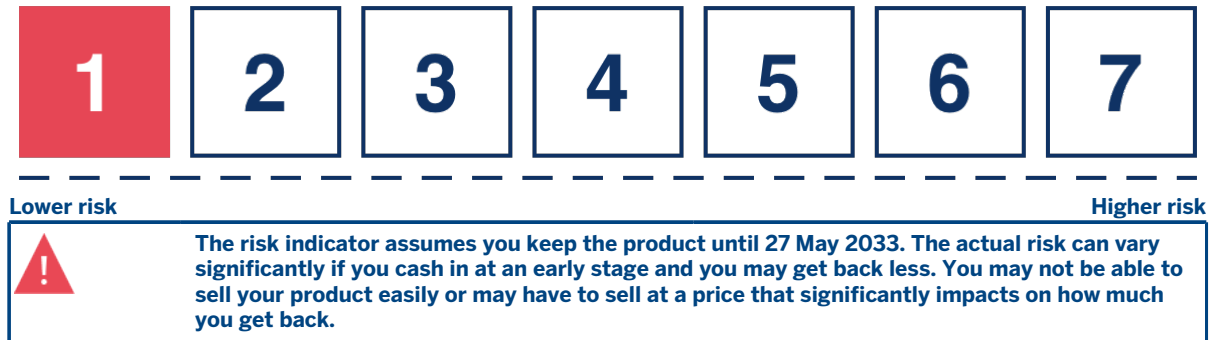 1 2 3 4 5 6 7
Lower risk Higher risk
!
The risk indicator assumes you keep the product until 27 May 2033. The actual risk can vary
significantly if you cash in at an early stage and you may get back less. You may not be able to
sell your product easily or may have to sell at a price that significantly impacts on how much
you get back.